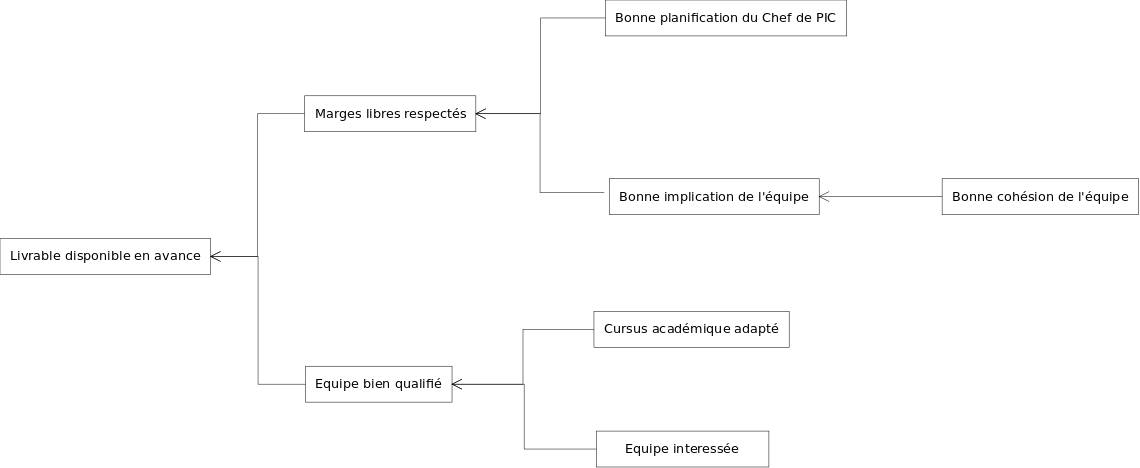 Bonne planification du Chef de PIC
Marges libres respectés
Bonne implication de l'équipe
Bonne cohésion de l'équipe
Livrable disponible en avance
Cursus académique adapté
Equipe bien qualifié
Equipe interessée